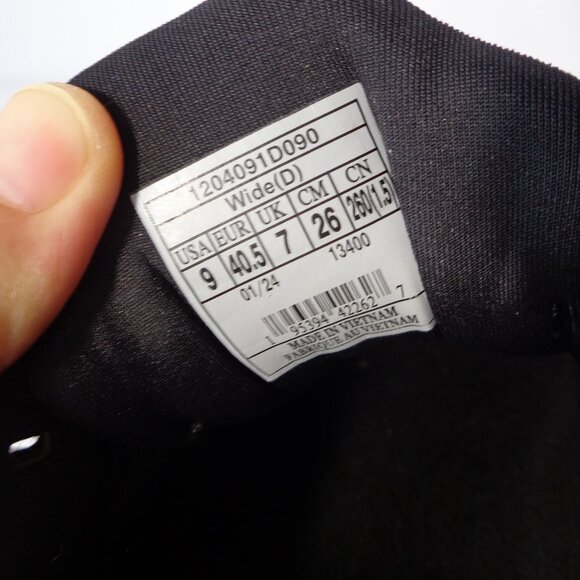 1204091D090
Wide(D)
USA EUR UK CM CN
9 40.5 7 26 260(1.5)
01/24 13400
1 95394 42262 7
MADE IN VIETNAM
FABRIQUE AU VIETNAM